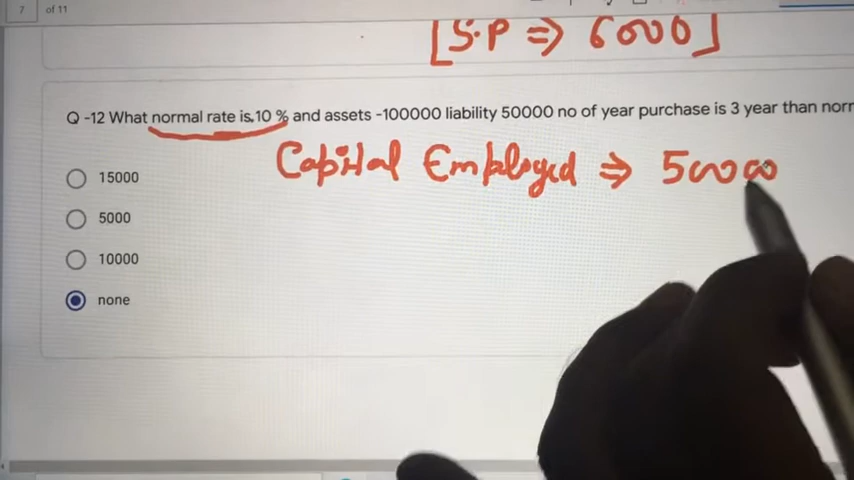 7 of 11
[S.P ⇒ 6000]
Q -12 What normal rate is 10 % and assets -100000 liability 50000 no of year purchase is 3 year than norr
Capital Employed ⇒ 50000
15000
5000
10000
none